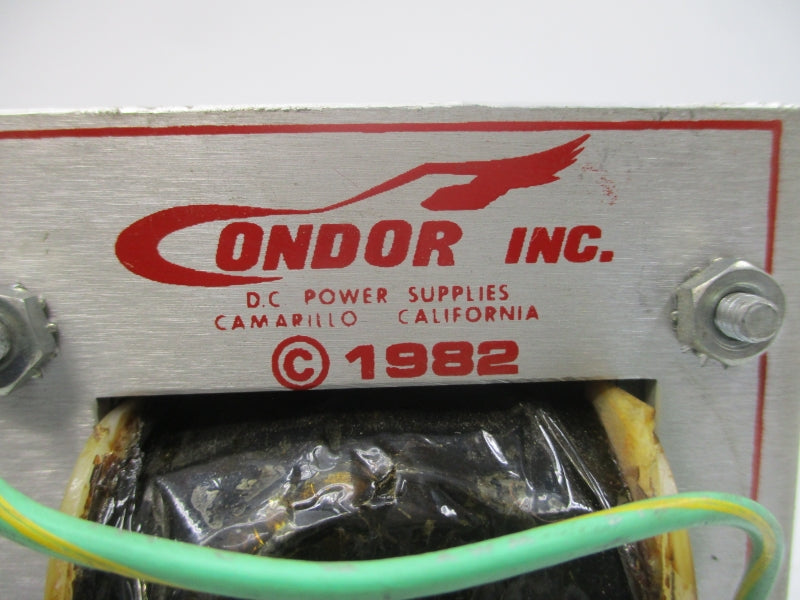 CONDOR INC.
D.C POWER SUPPLIES
CAMARILLO CALIFORNIA
© 1982